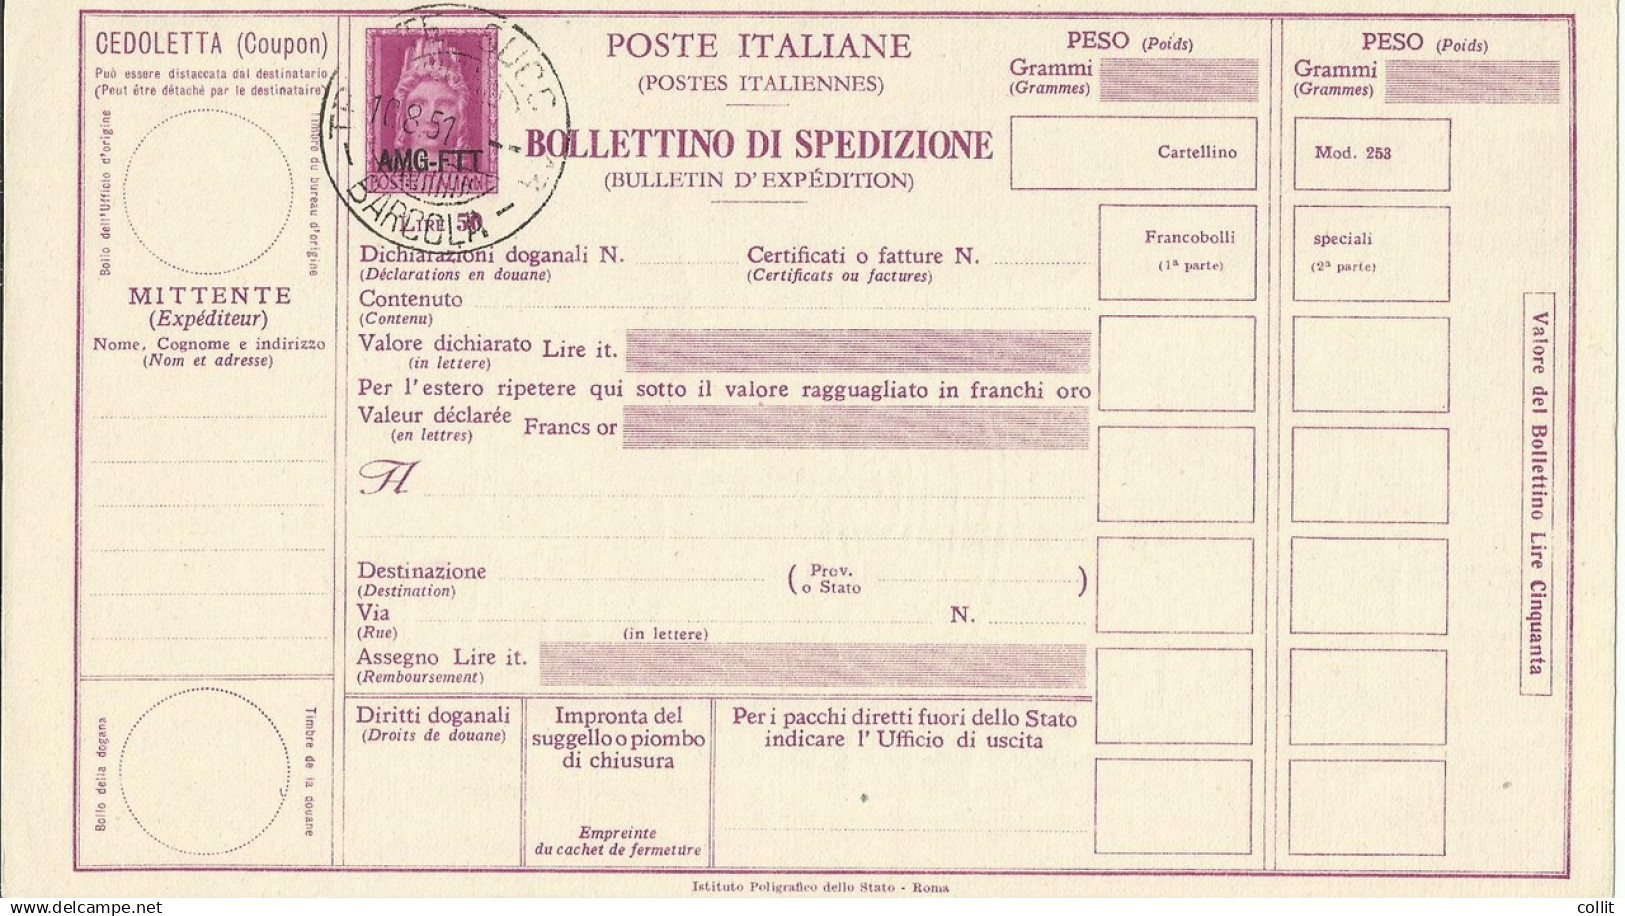 CEDOLETTA (Coupon)
Può essere distaccata dal destinatario
(Peut être détaché par le destinataire)
Bollo dell'Ufficio d'origine
Timbre du bureau d'origine
MITTENTE
(Expéditeur)
Nome, Cognome e indirizzo
(Nom et adresse)
Bollo della dogana
Timbre de la douane
SUCC
10.8.51
BARCOLA
AMG-FTT
POSTE ITALIANE
LIRE 50
POSTE ITALIANE
(POSTES ITALIENNES)
BOLLETTINO DI SPEDIZIONE
(BULLETIN D'EXPÉDITION)
Dichiarazioni doganali N.
Certificati o fatture N.
(Déclarations en douane)
(Certificats ou factures)
Contenuto
(Contenu)
Valore dichiarato Lire it.
(in lettere)
Per l'estero ripetere qui sotto il valore ragguagliato in franchi oro
Valeur déclarée Francs or
(en lettres)
A
Destinazione (Prov. o Stato )
(Destination)
Via N.
(Rue) (in lettere)
Assegno Lire it.
(Remboursement)
Diritti doganali
(Droits de douane)
Impronta del
suggello o piombo
di chiusura
Empreinte
du cachet de fermeture
Per i pacchi diretti fuori dello Stato
indicare l'Ufficio di uscita
PESO (Poids)
Grammi
(Grammes)
Cartellino
Francobolli
(1ª parte)
PESO (Poids)
Grammi
(Grammes)
Mod. 253
speciali
(2ª parte)
Valore del Bollettino Lire Cinquanta
Istituto Poligrafico dello Stato - Roma
collit